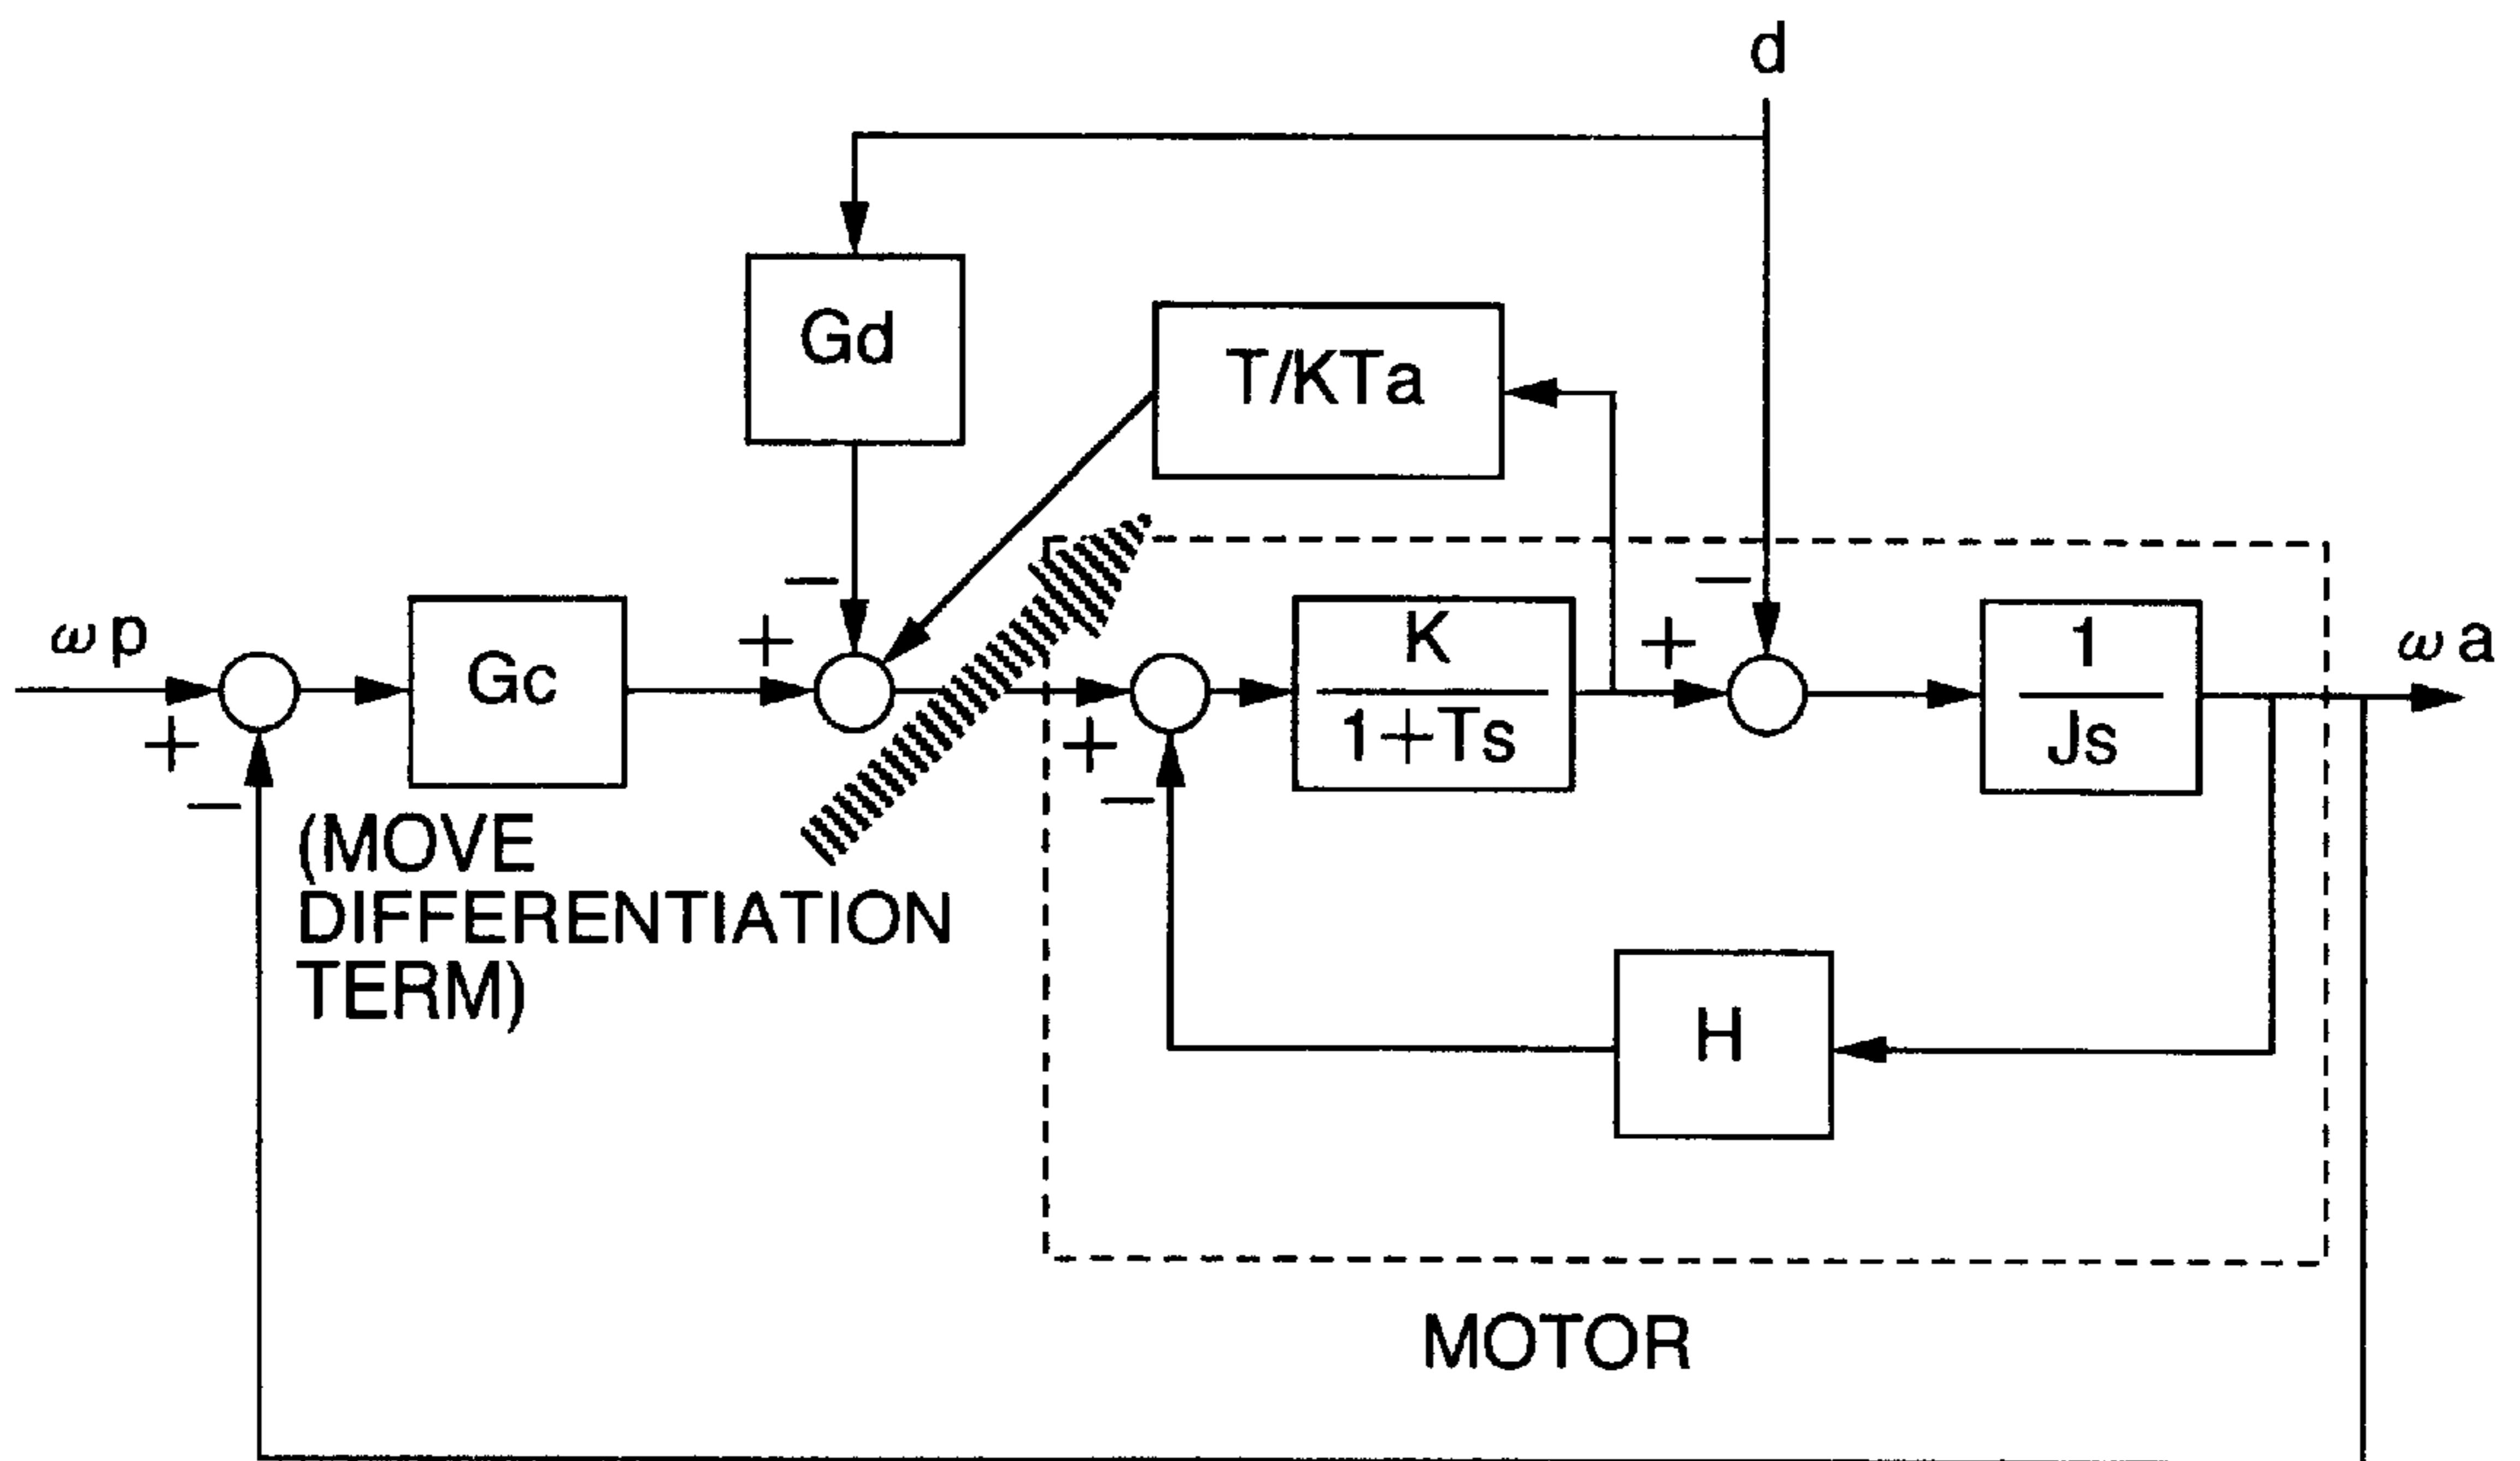 d
Gd
T/KTa
ωp
+
−
Gc
+
−
+
−
K
1+Ts
+
−
1
Js
ωa
(MOVE
DIFFERENTIATION
TERM)
H
MOTOR